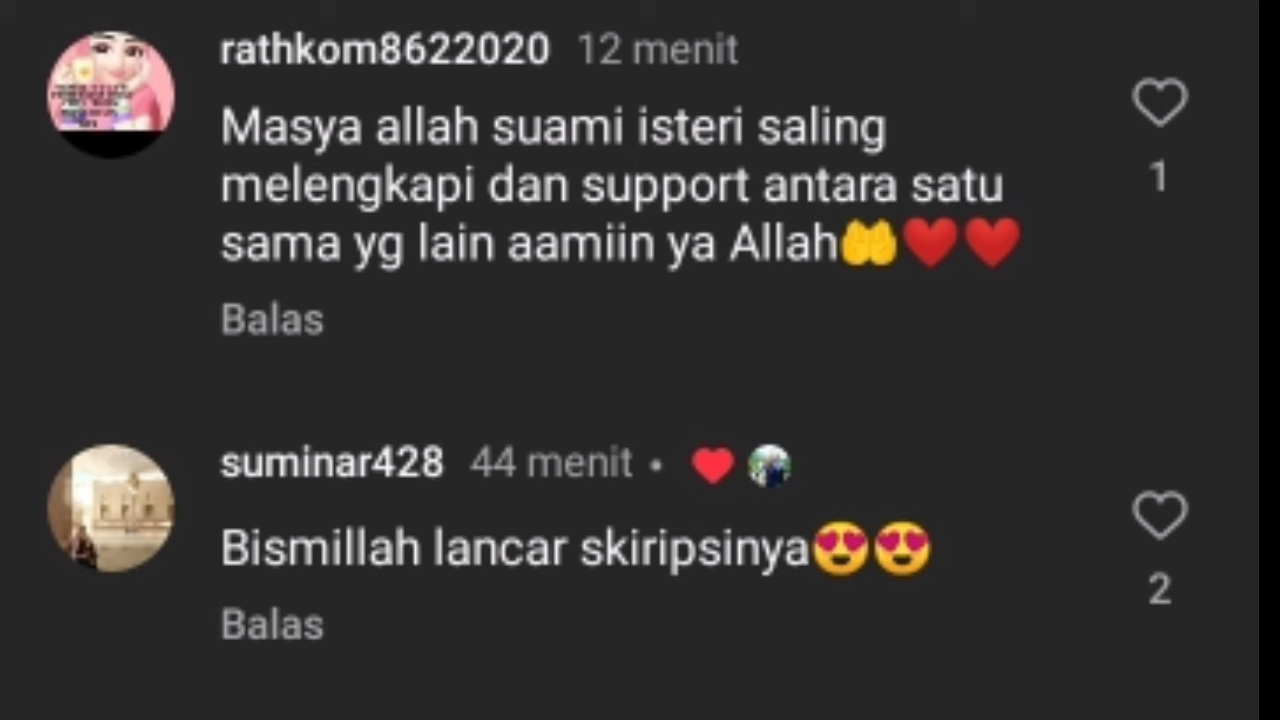 rathkom8622020 12 menit
Masya allah suami isteri saling
melengkapi dan support antara satu
sama yg lain aamiin ya Allah🤲❤️❤️
1
Balas
suminar428 44 menit • ❤️
Bismillah lancar skiripsinya😍😍
2
Balas